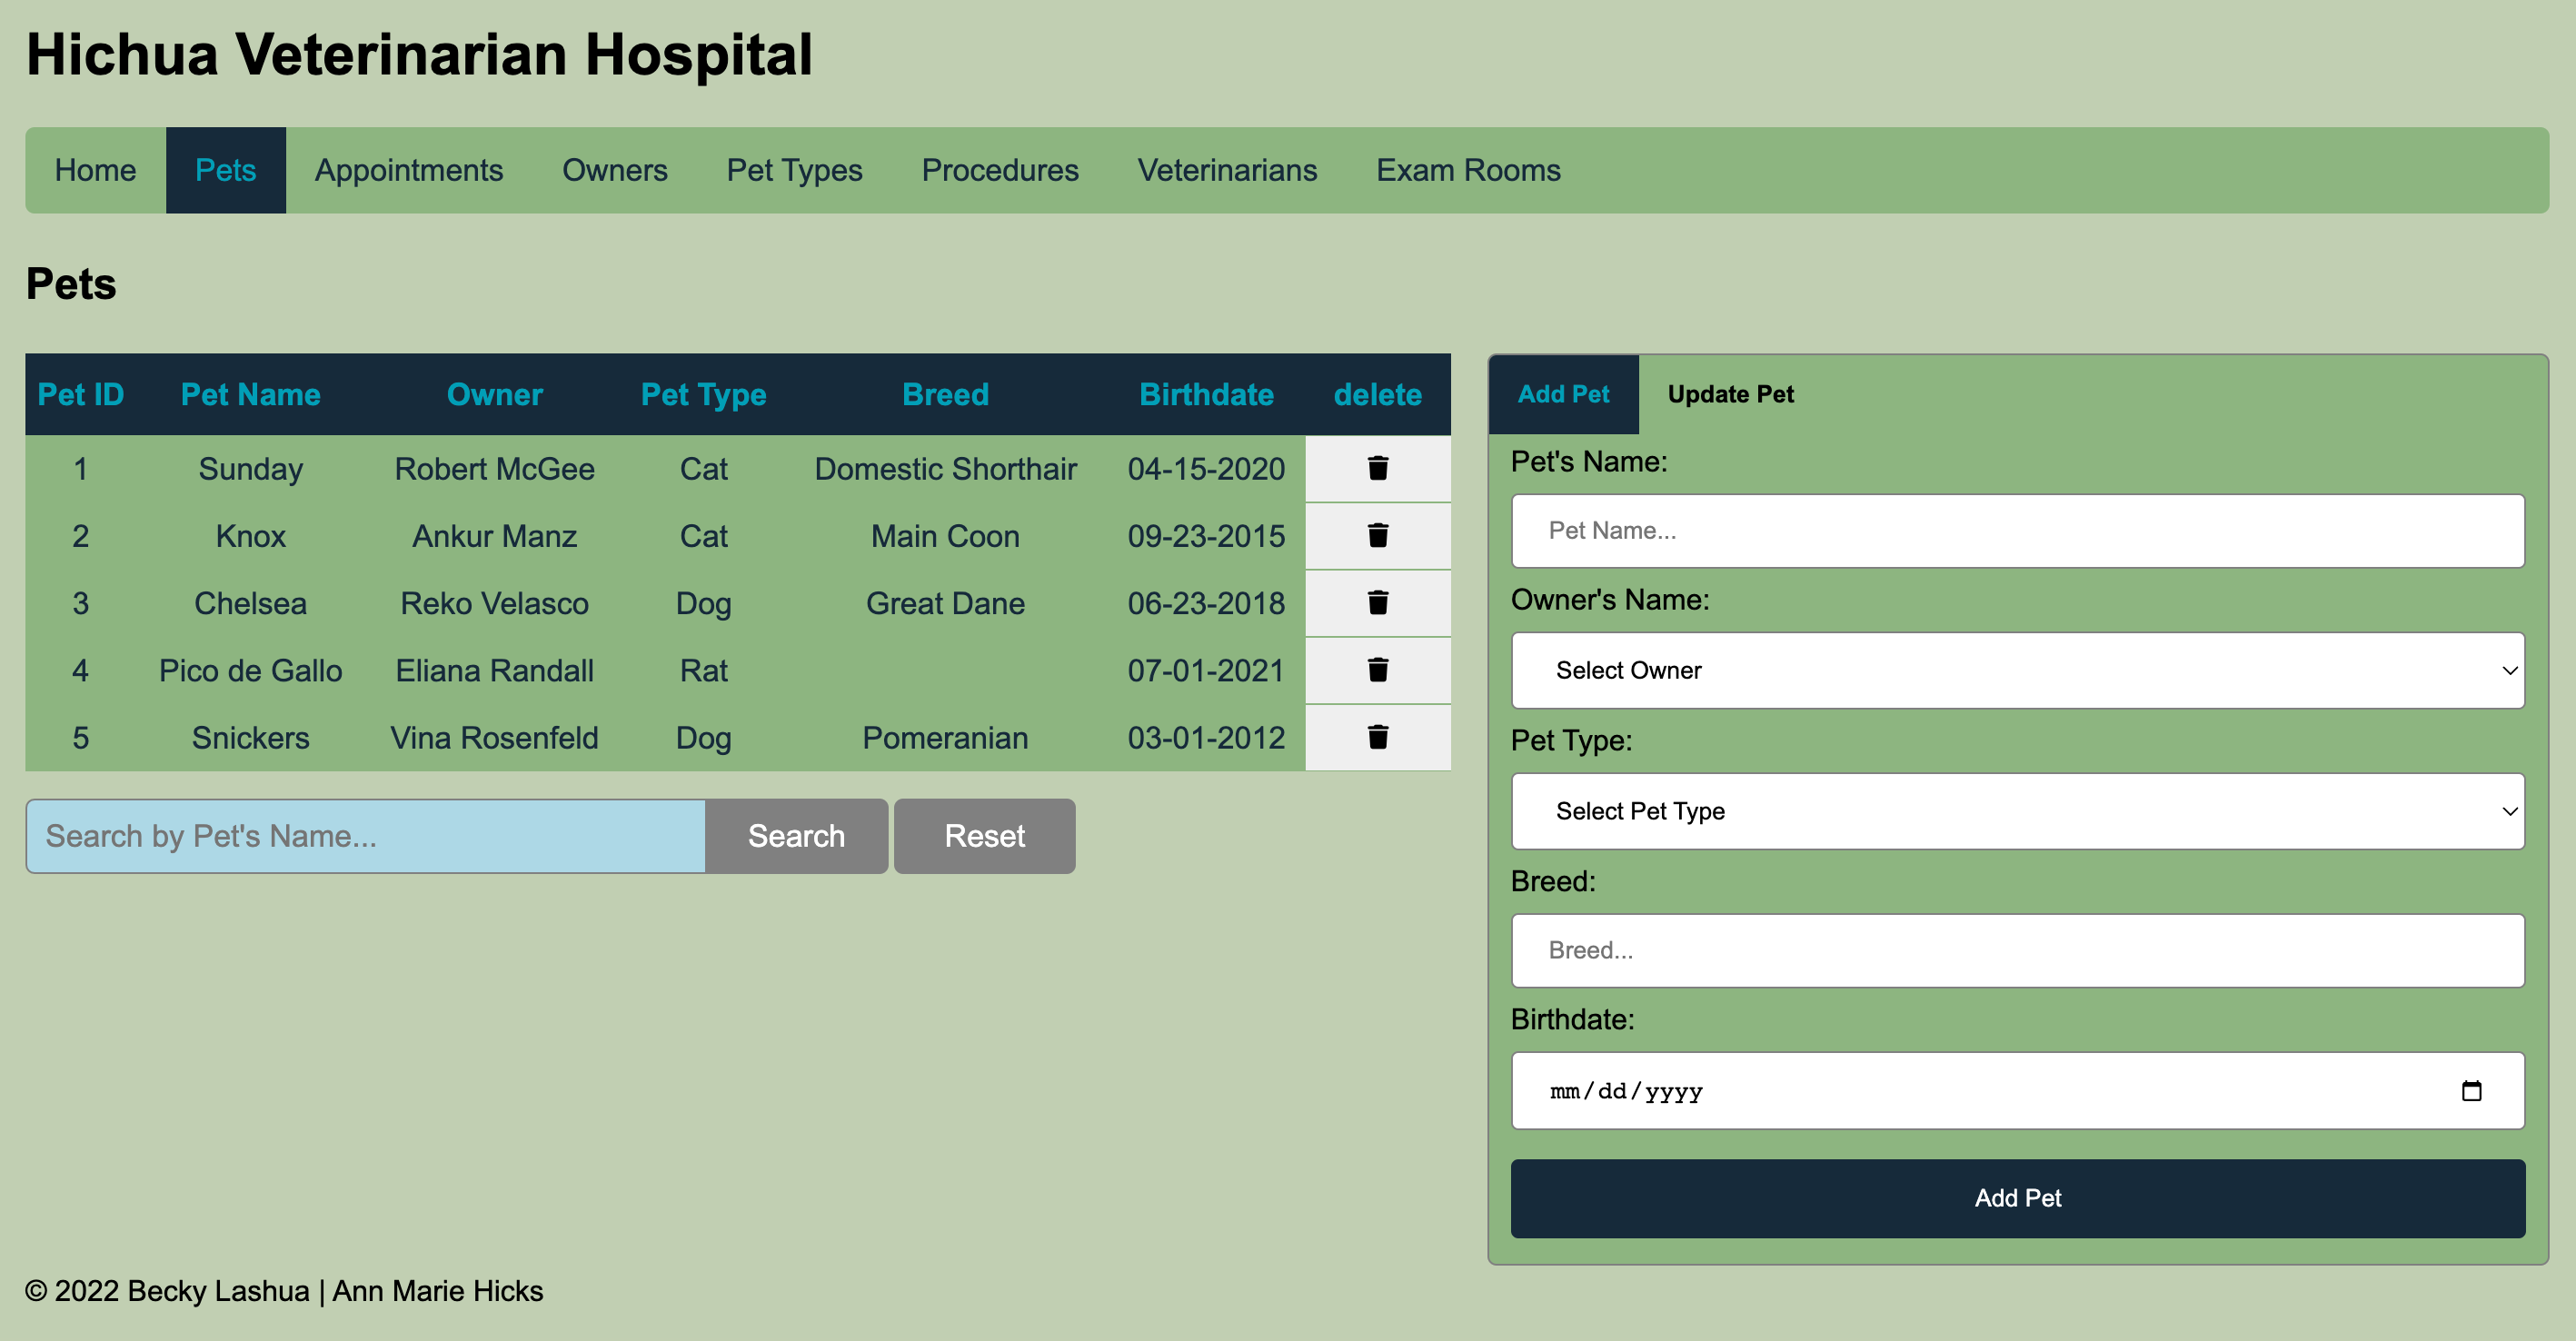 Hichua Veterinarian Hospital
Home Pets Appointments Owners Pet Types Procedures Veterinarians Exam Rooms
Pets
Pet ID Pet Name Owner Pet Type Breed Birthdate delete
1 Sunday Robert McGee Cat Domestic Shorthair 04-15-2020
2 Knox Ankur Manz Cat Main Coon 09-23-2015
3 Chelsea Reko Velasco Dog Great Dane 06-23-2018
4 Pico de Gallo Eliana Randall Rat 07-01-2021
5 Snickers Vina Rosenfeld Dog Pomeranian 03-01-2012
Search by Pet's Name... Search Reset
Add Pet Update Pet
Pet's Name:
Pet Name...
Owner's Name:
Select Owner
Pet Type:
Select Pet Type
Breed:
Breed...
Birthdate:
mm/dd/yyyy
Add Pet
© 2022 Becky Lashua | Ann Marie Hicks